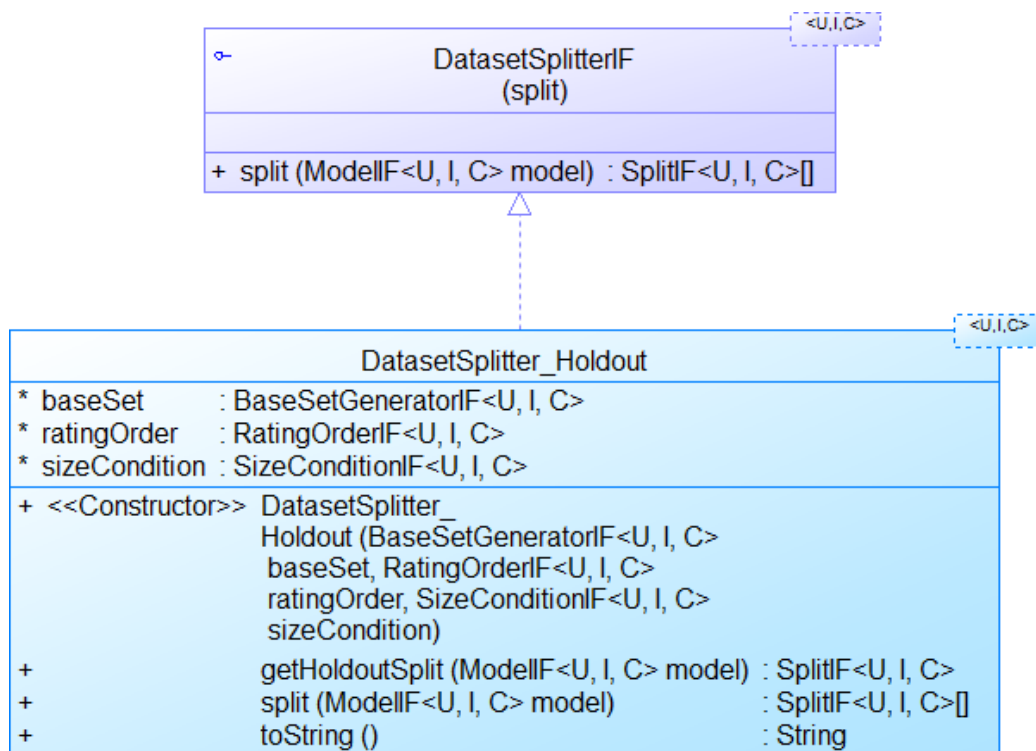 <U,I,C>
DatasetSplitterIF
(split)
+ split (ModelIF<U, I, C> model) : SplitIF<U, I, C>[]
<U,I,C>
DatasetSplitter_Holdout
* baseSet : BaseSetGeneratorIF<U, I, C>
* ratingOrder : RatingOrderIF<U, I, C>
* sizeCondition : SizeConditionIF<U, I, C>
+ <<Constructor>> DatasetSplitter_
Holdout (BaseSetGeneratorIF<U, I, C>
baseSet, RatingOrderIF<U, I, C>
ratingOrder, SizeConditionIF<U, I, C>
sizeCondition)
+ getHoldoutSplit (ModelIF<U, I, C> model) : SplitIF<U, I, C>
+ split (ModelIF<U, I, C> model) : SplitIF<U, I, C>[]
+ toString () : String